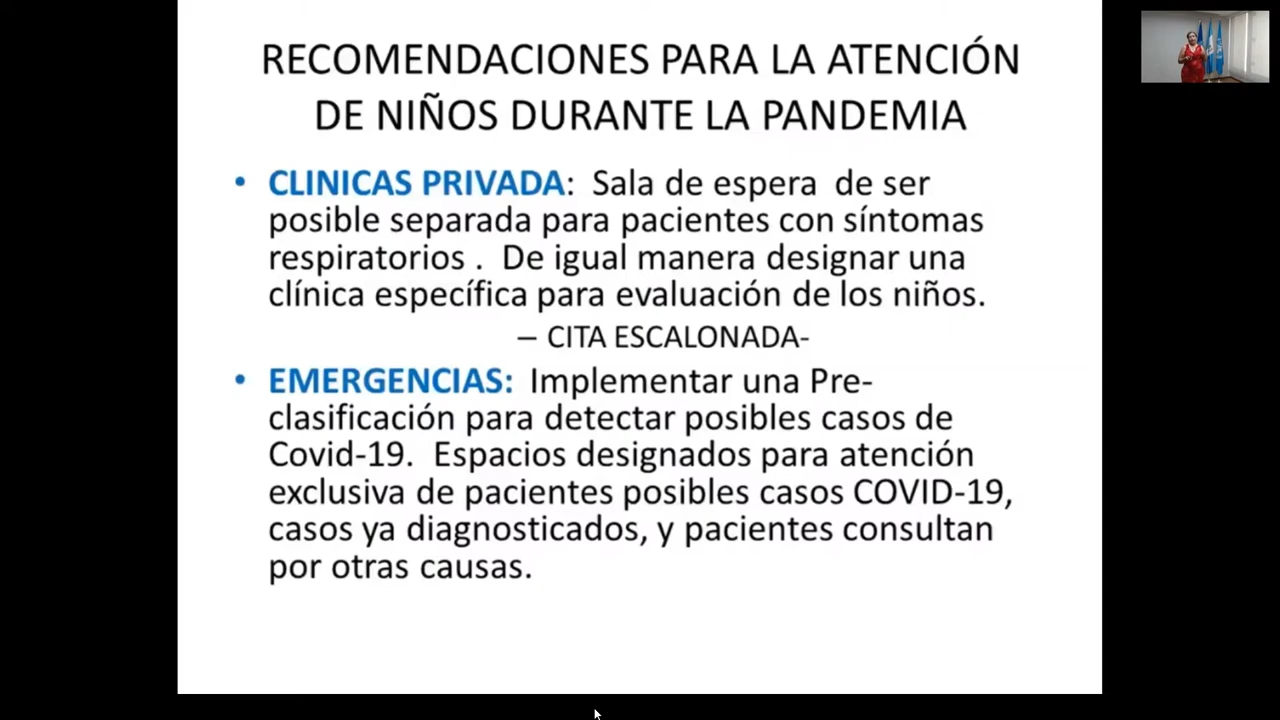 RECOMENDACIONES PARA LA ATENCIÓN
DE NIÑOS DURANTE LA PANDEMIA
• CLINICAS PRIVADA: Sala de espera de ser
posible separada para pacientes con síntomas
respiratorios . De igual manera designar una
clínica específica para evaluación de los niños.
– CITA ESCALONADA-
• EMERGENCIAS: Implementar una Pre-
clasificación para detectar posibles casos de
Covid-19. Espacios designados para atención
exclusiva de pacientes posibles casos COVID-19,
casos ya diagnosticados, y pacientes consultan
por otras causas.